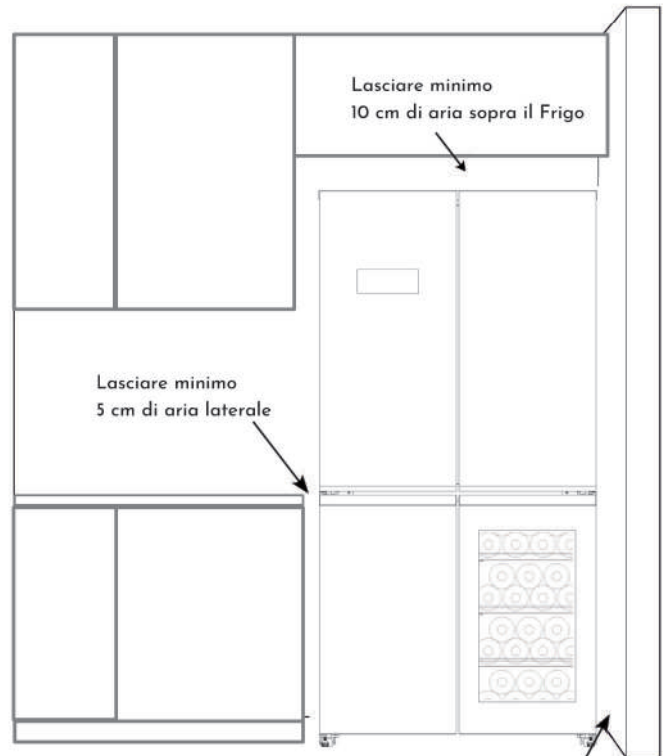 Lasciare minimo
10 cm di aria sopra il Frigo
Lasciare minimo
5 cm di aria laterale